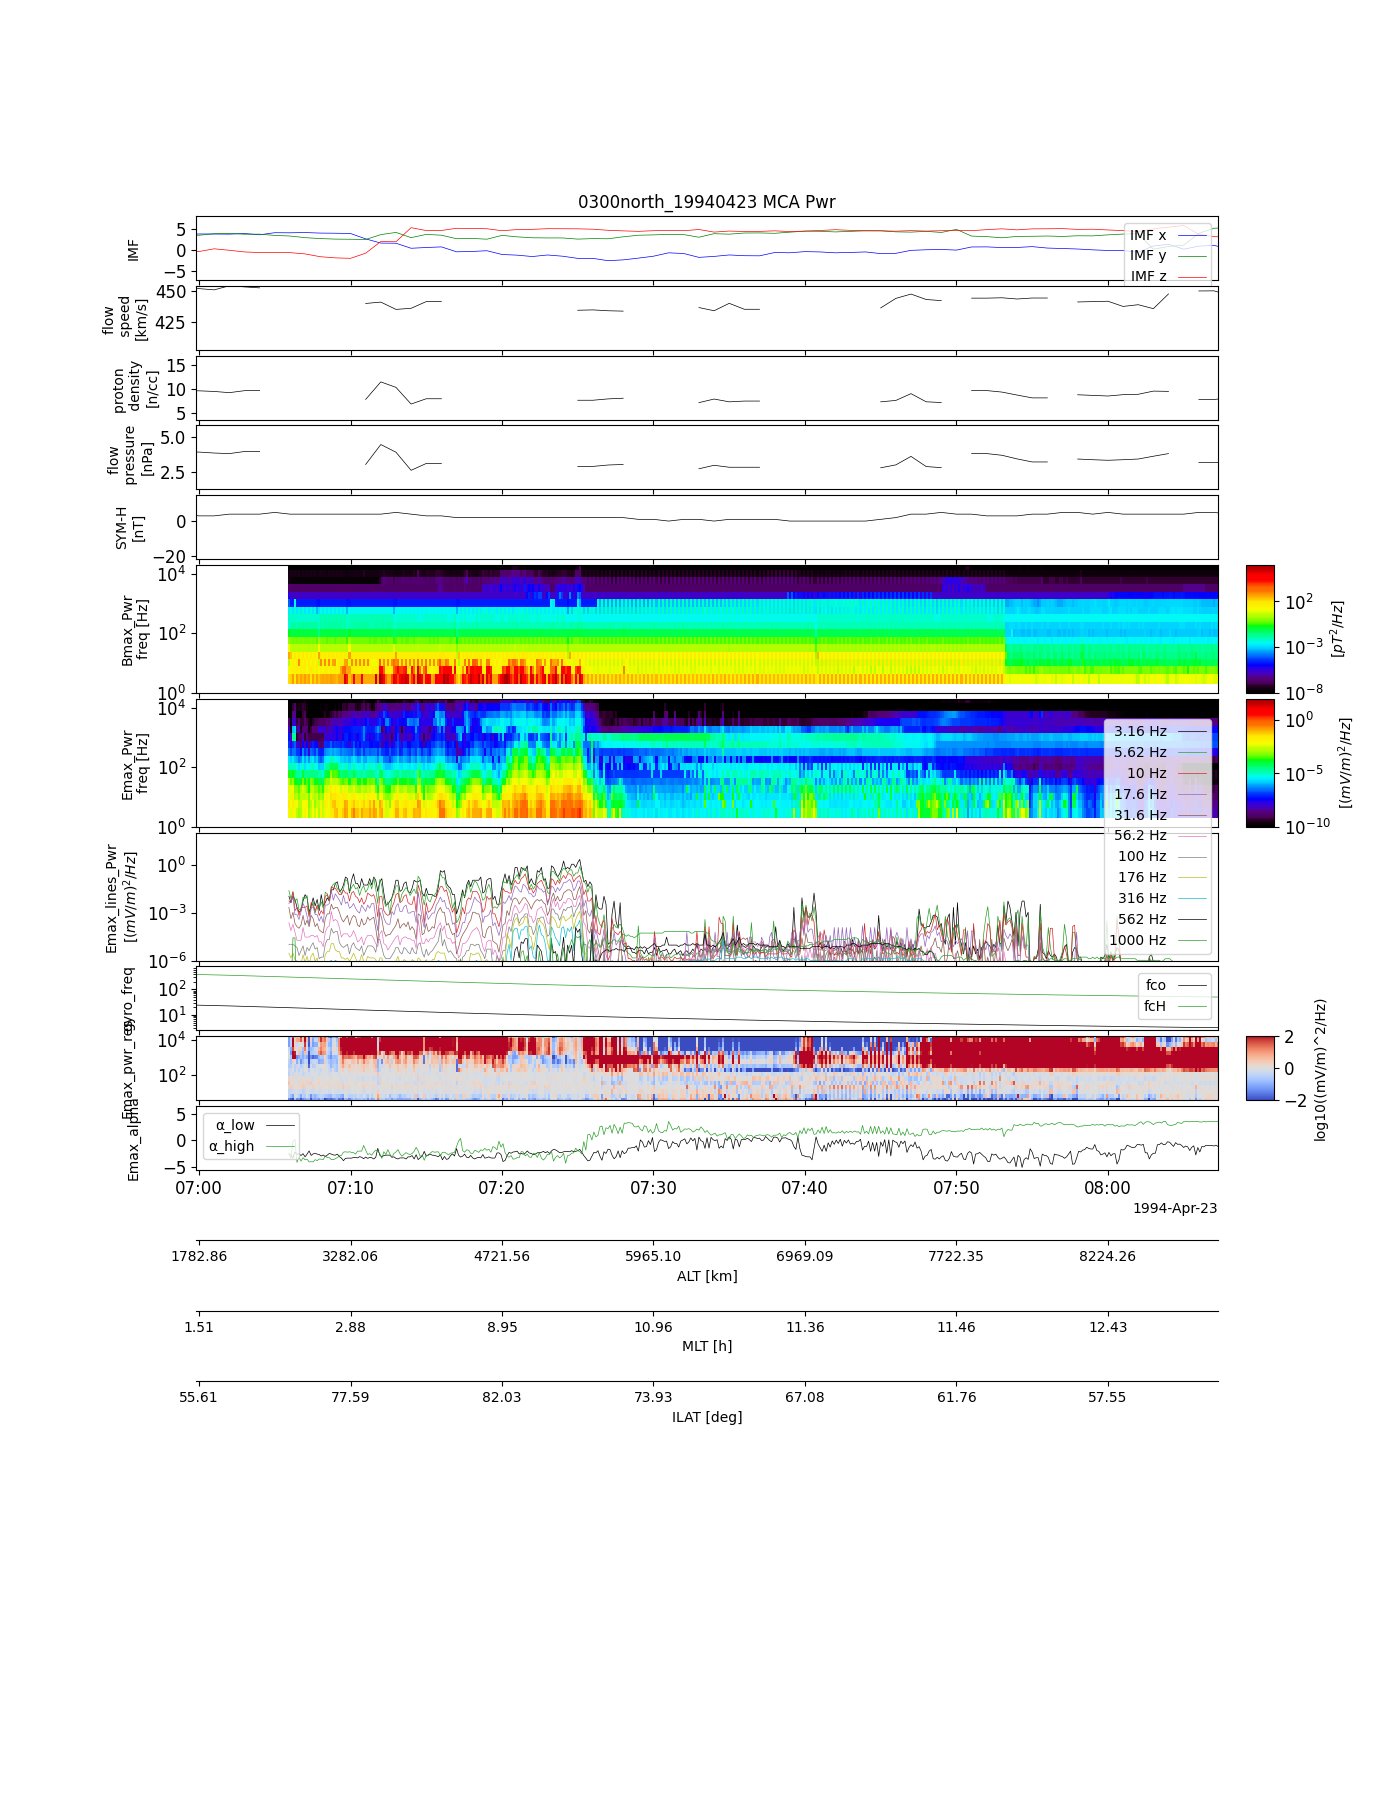 0300north_19940423 MCA Pwr
IMF
5
0
−5
IMF x
IMF y
IMF z
flow
speed
[km/s]
450
425
proton
density
[n/cc]
15
10
5
flow
pressure
[nPa]
5.0
2.5
SYM-H
[nT]
0
−20
Bmax_Pwr
freq [Hz]
10^4
10^2
10^0
10^2
10^−3
10^−8
[pT^2/Hz]
Emax_Pwr
freq [Hz]
10^4
10^2
10^0
10^0
10^−5
10^−10
[(mV/m)^2/Hz]
3.16 Hz
5.62 Hz
10 Hz
17.6 Hz
31.6 Hz
56.2 Hz
100 Hz
176 Hz
316 Hz
562 Hz
1000 Hz
Emax_lines_Pwr
[(mV/m)^2/Hz]
10^0
10^−3
10^−6
gyro_freq
10^2
10^1
fco
fcH
Emax_pwr_reg
10^4
10^2
2
0
−2
log10((mV/m)^2/Hz)
Emax_alpha
5
0
−5
α_low
α_high
07:00 07:10 07:20 07:30 07:40 07:50 08:00
1994-Apr-23
1782.86 3282.06 4721.56 5965.10 6969.09 7722.35 8224.26
ALT [km]
1.51 2.88 8.95 10.96 11.36 11.46 12.43
MLT [h]
55.61 77.59 82.03 73.93 67.08 61.76 57.55
ILAT [deg]